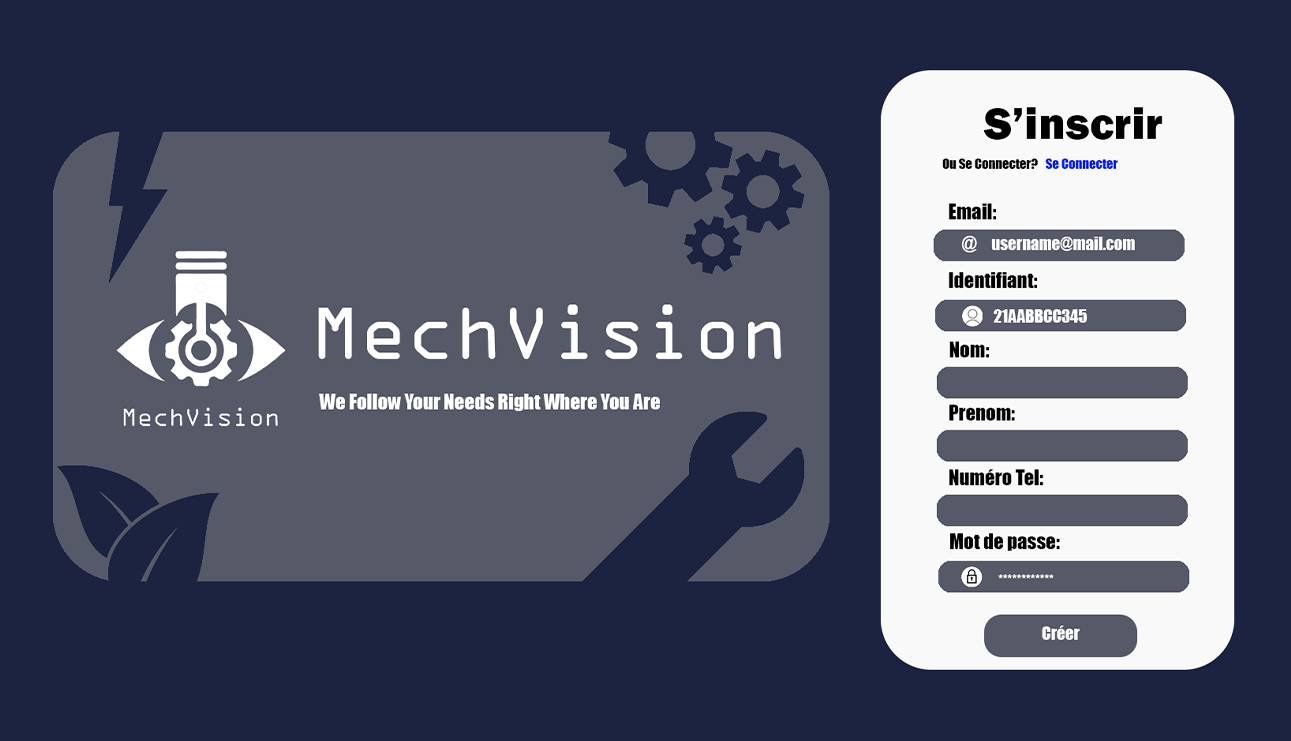 MechVision
We Follow Your Needs Right Where You Are
MechVision
S'inscrir
Ou Se Connecter? Se Connecter
Email:
@ username@mail.com
Identifiant:
21AABBCC345
Nom:
Prenom:
Numéro Tel:
Mot de passe:
************
Créer